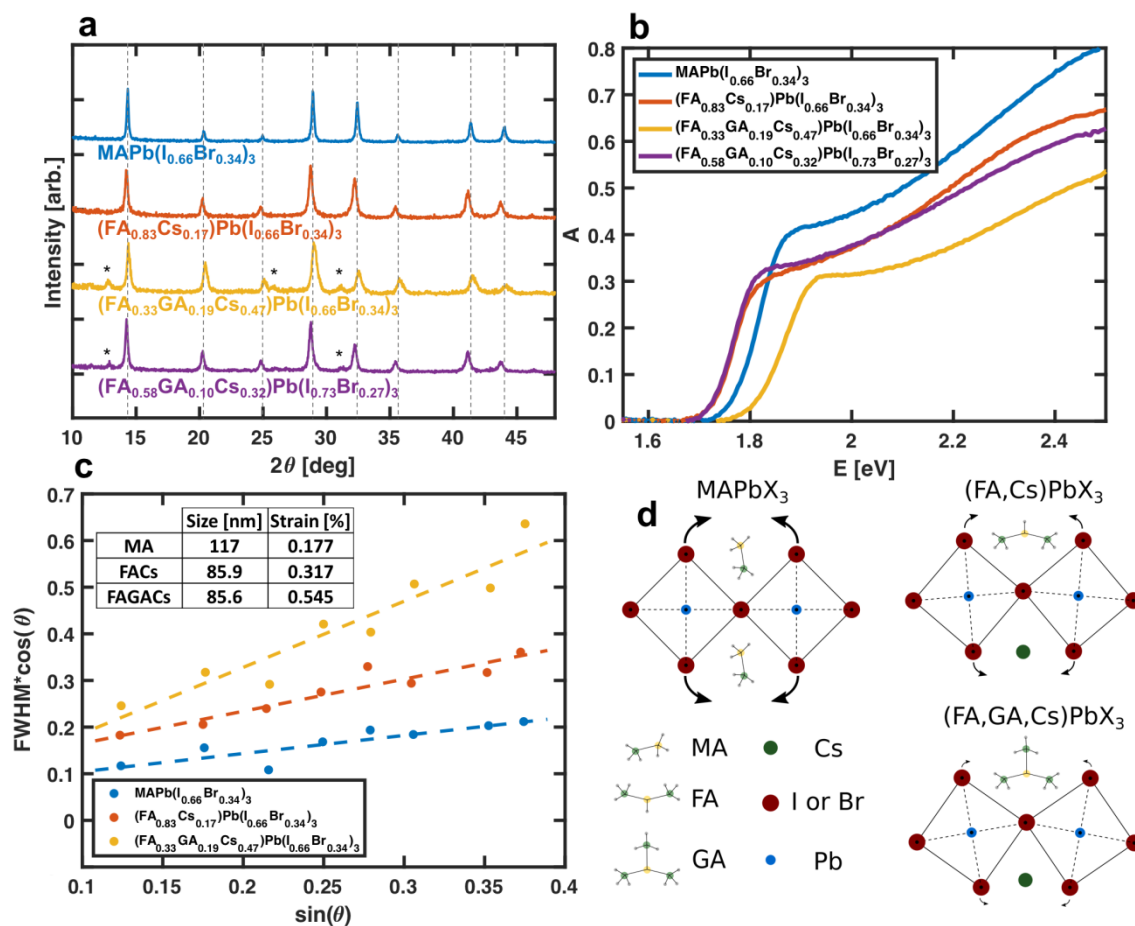 a
Intensity [arb.]
MAPb(I0.66Br0.34)3
(FA0.83Cs0.17)Pb(I0.66Br0.34)3
* * *
(FA0.33GA0.19Cs0.47)Pb(I0.66Br0.34)3
* *
(FA0.58GA0.10Cs0.32)Pb(I0.73Br0.27)3
10 15 20 25 30 35 40 45
2θ [deg]
b
A
0.8
0.7
0.6
0.5
0.4
0.3
0.2
0.1
0
MAPb(I0.66Br0.34)3
(FA0.83Cs0.17)Pb(I0.66Br0.34)3
(FA0.33GA0.19Cs0.47)Pb(I0.66Br0.34)3
(FA0.58GA0.10Cs0.32)Pb(I0.73Br0.27)3
1.6 1.8 2 2.2 2.4
E [eV]
c
FWHM*cos(θ)
0.7
0.6
0.5
0.4
0.3
0.2
0.1
0
Size [nm] Strain [%]
MA 117 0.177
FACs 85.9 0.317
FAGACs 85.6 0.545
MAPb(I0.66Br0.34)3
(FA0.83Cs0.17)Pb(I0.66Br0.34)3
(FA0.33GA0.19Cs0.47)Pb(I0.66Br0.34)3
0.1 0.15 0.2 0.25 0.3 0.35 0.4
sin(θ)
d
MAPbX3
(FA,Cs)PbX3
(FA,GA,Cs)PbX3
MA
Cs
FA
I or Br
GA
Pb